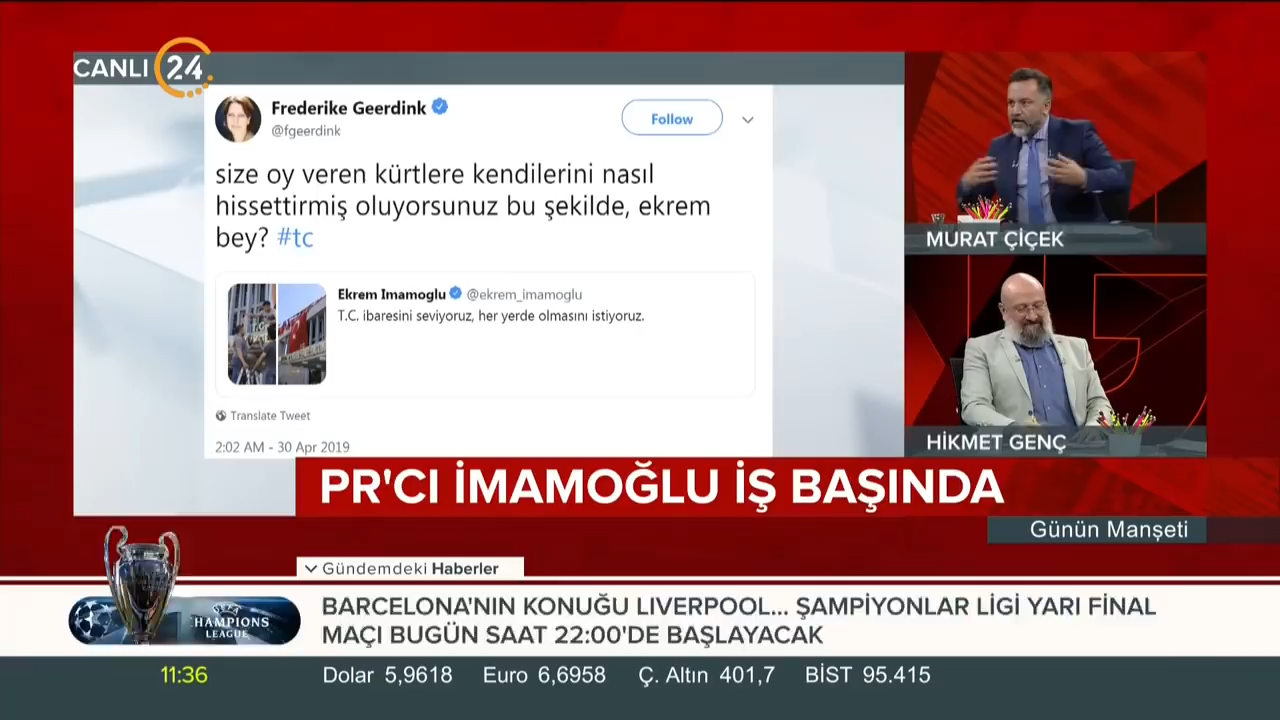 CANLI 24
Frederike Geerdink
@fgeerdink
Follow
size oy veren kürtlere kendilerini nasıl
hissettirmiş oluyorsunuz bu şekilde, ekrem
bey? #tc
Ekrem Imamoglu @ekrem_imamoglu
T.C. ibaresini seviyoruz, her yerde olmasını istiyoruz.
Translate Tweet
2:02 AM - 30 Apr 2019
MURAT ÇİÇEK
HİKMET GENÇ
PR'CI İMAMOĞLU İŞ BAŞINDA
Günün Manşeti
Gündemdeki Haberler
CHAMPIONS
LEAGUE
BARCELONA'NIN KONUĞU LIVERPOOL... ŞAMPİYONLAR LİGİ YARI FİNAL
MAÇI BUGÜN SAAT 22:00'DE BAŞLAYACAK
11:36 Dolar 5,9618 Euro 6,6958 Ç. Altın 401,7 BİST 95.415